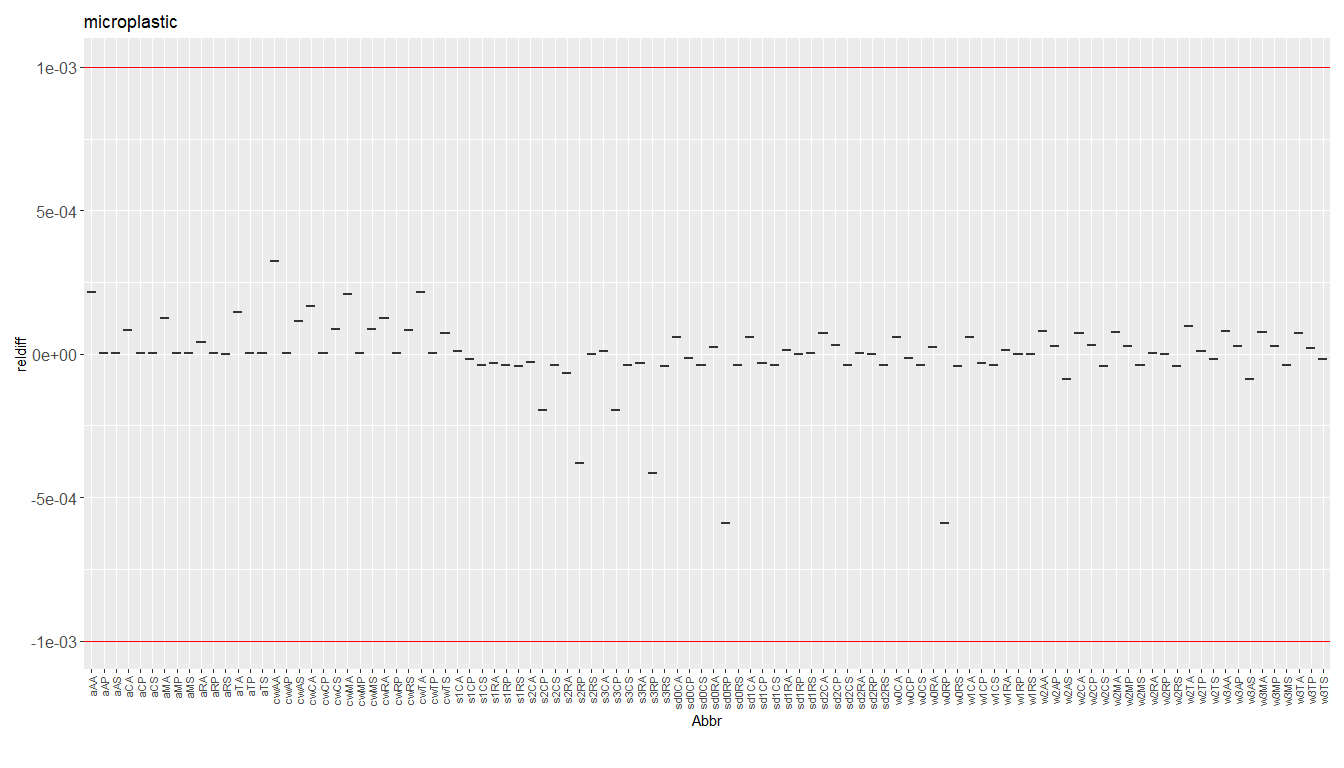 microplastic
1e-03
5e-04
0e+00
-5e-04
-1e-03
reldiff
aAA aAP aAS aCA aCP aCS aMA aMP aMS aRA aRP aRS aTA aTP aTS cwAA cwAP cwAS cwCA cwCP cwCS cwMA cwMP cwMS cwRA cwRP cwRS cwTA cwTP cwTS s1CA s1CP s1CS s1RA s1RP s1RS s2CA s2CP s2CS s2RA s2RP s2RS s3CA s3CP s3CS s3RA s3RP s3RS sd0CA sd0CP sd0CS sd0RA sd0RP sd0RS sd1CA sd1CP sd1CS sd1RA sd1RP sd1RS sd2CA sd2CP sd2CS sd2RA sd2RP sd2RS w0CA w0CP w0CS w0RA w0RP w0RS w1CA w1CP w1CS w1RA w1RP w1RS w2AA w2AP w2AS w2CA w2CP w2CS w2MA w2MP w2MS w2RA w2RP w2RS w2TA w2TP w2TS w3AA w3AP w3AS w3MA w3MP w3MS w3TA w3TP w3TS
Abbr